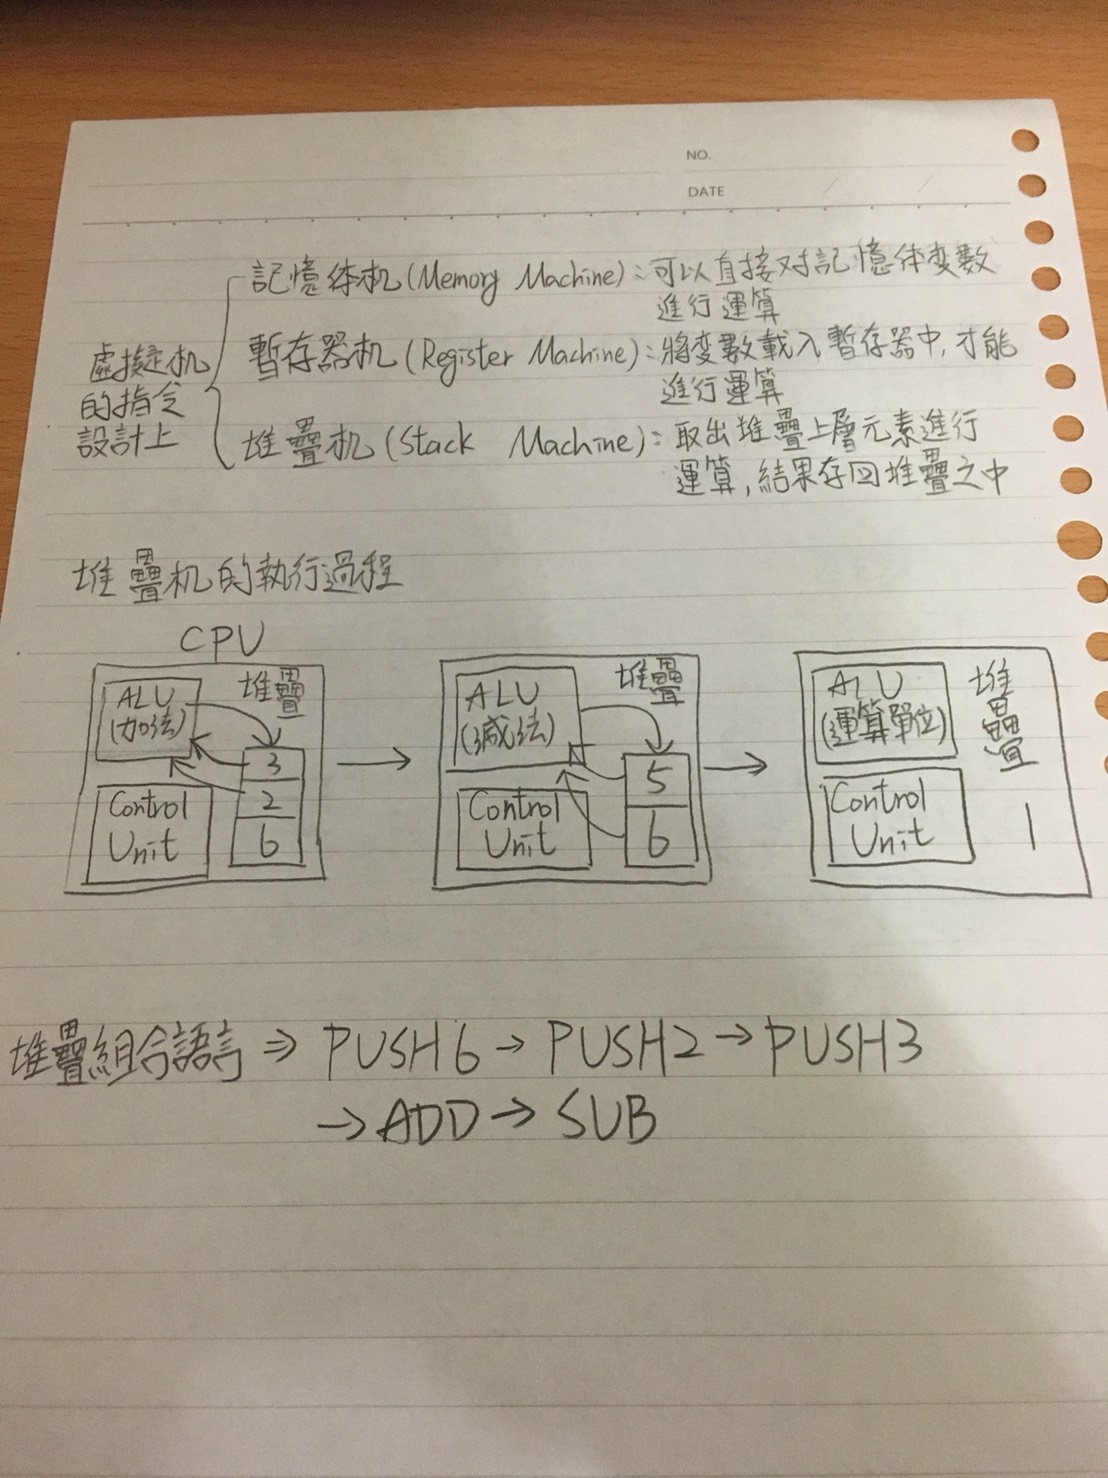 NO.
DATE
記憶体机(Memory Machine):可以直接对記憶体变數
進行運算
虛擬机
的指令
設計上
暫存器机(Register Machine):將变數載入暫存器中,才能
進行運算
堆疊机(Stack Machine):取出堆疊上層元素進行
運算,結果存回堆疊之中
堆疊机的執行過程
CPU
ALU
(加法)
堆疊
3
2
6
Control
Unit
ALU
(減法)
堆疊
5
6
Control
Unit
ALU
(運算單位)
堆疊
Control
Unit
1
堆疊組合語言⇒ PUSH6→PUSH2→PUSH3
→ADD→SUB